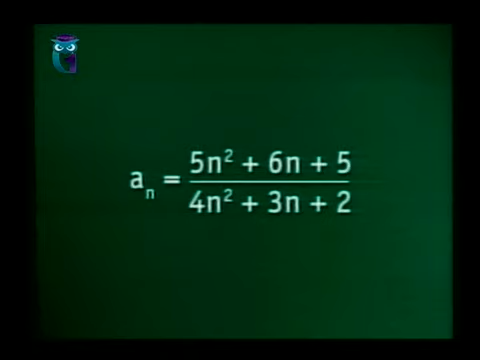 aₙ = (5n² + 6n + 5) / (4n² + 3n + 2)